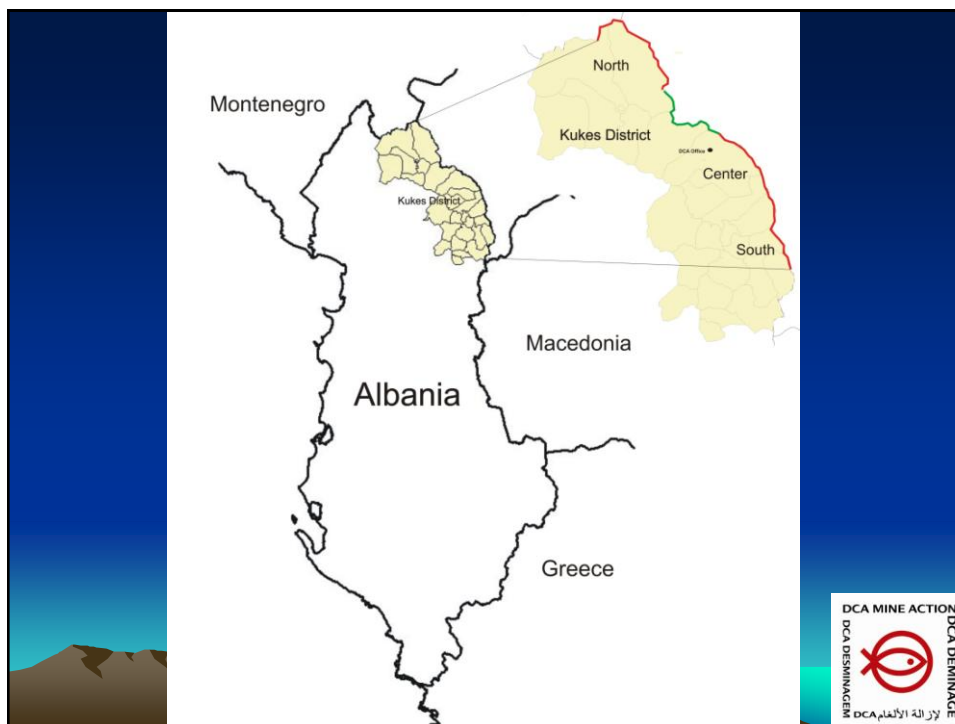 Montenegro
North
Kukes District
DCA Office
Center
Kukes District
South
Macedonia
Albania
Greece
DCA MINE ACTION
DCA DESMINAGEM
DCA DEMINAGE
DCA لإزالة الألغام